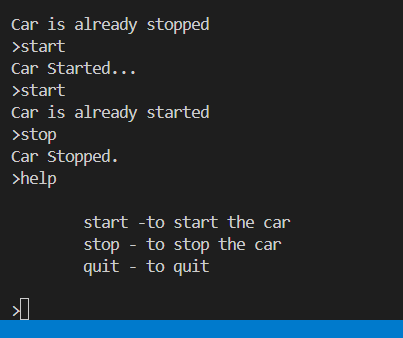 Car is already stopped
>start
Car Started...
>start
Car is already started
>stop
Car Stopped.
>help
start -to start the car
stop - to stop the car
quit - to quit
>